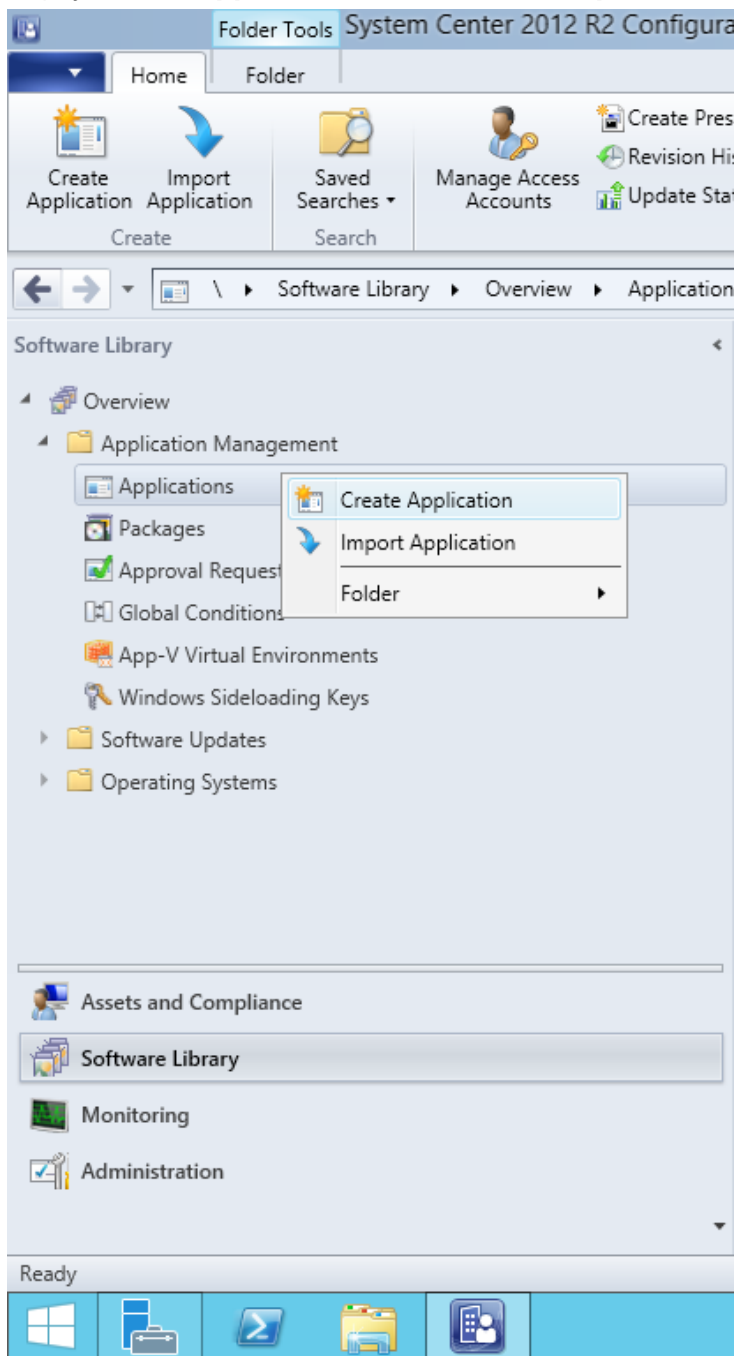 Folder Tools System Center 2012 R2 Configura
Home Folder
Create Application
Import Application
Saved Searches
Manage Access Accounts
Create Pres
Revision His
Update Stat
Create
Search
\ Software Library Overview Application
Software Library
Overview
Application Management
Applications
Packages
Approval Request
Global Conditions
App-V Virtual Environments
Windows Sideloading Keys
Software Updates
Operating Systems
Create Application
Import Application
Folder
Assets and Compliance
Software Library
Monitoring
Administration
Ready